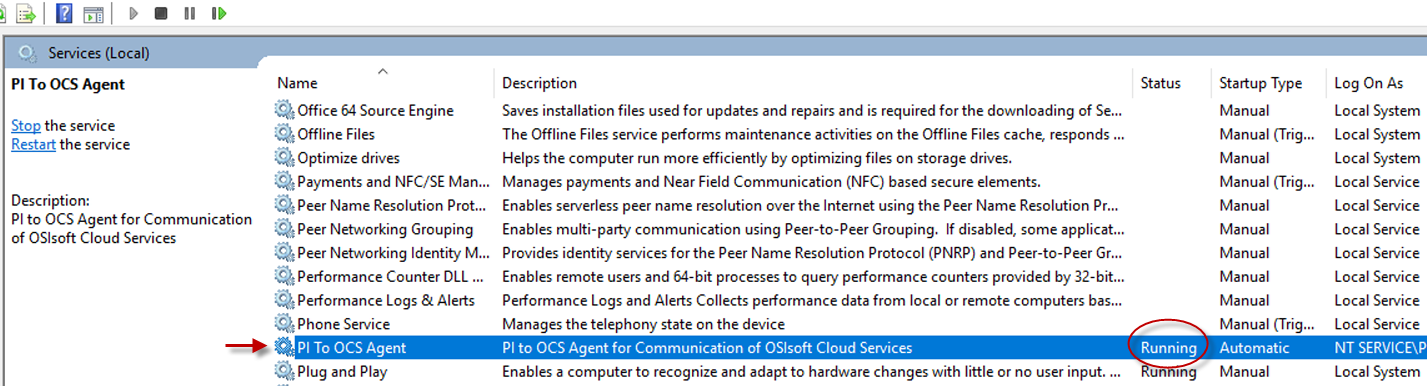 Services (Local)
PI To OCS Agent
Stop the service
Restart the service
Description:
PI to OCS Agent for Communication
of OSIsoft Cloud Services
Name Description Status Startup Type Log On As
Office 64 Source Engine Saves installation files used for updates and repairs and is required for the downloading of Se... Manual Local System
Offline Files The Offline Files service performs maintenance activities on the Offline Files cache, responds ... Manual (Trig... Local System
Optimize drives Helps the computer run more efficiently by optimizing files on storage drives. Manual Local System
Payments and NFC/SE Man... Manages payments and Near Field Communication (NFC) based secure elements. Manual (Trig... Local Service
Peer Name Resolution Prot... Enables serverless peer name resolution over the Internet using the Peer Name Resolution Pr... Manual Local Service
Peer Networking Grouping Enables multi-party communication using Peer-to-Peer Grouping. If disabled, some applicat... Manual Local Service
Peer Networking Identity M... Provides identity services for the Peer Name Resolution Protocol (PNRP) and Peer-to-Peer Gr... Manual Local Service
Performance Counter DLL ... Enables remote users and 64-bit processes to query performance counters provided by 32-bit... Manual Local Service
Performance Logs & Alerts Performance Logs and Alerts Collects performance data from local or remote computers bas... Manual Local Service
Phone Service Manages the telephony state on the device Manual (Trig... Local Service
PI To OCS Agent PI to OCS Agent for Communication of OSIsoft Cloud Services Running Automatic NT SERVICE\P
Plug and Play Enables a computer to recognize and adapt to hardware changes with little or no user input. ... Running Manual Local System